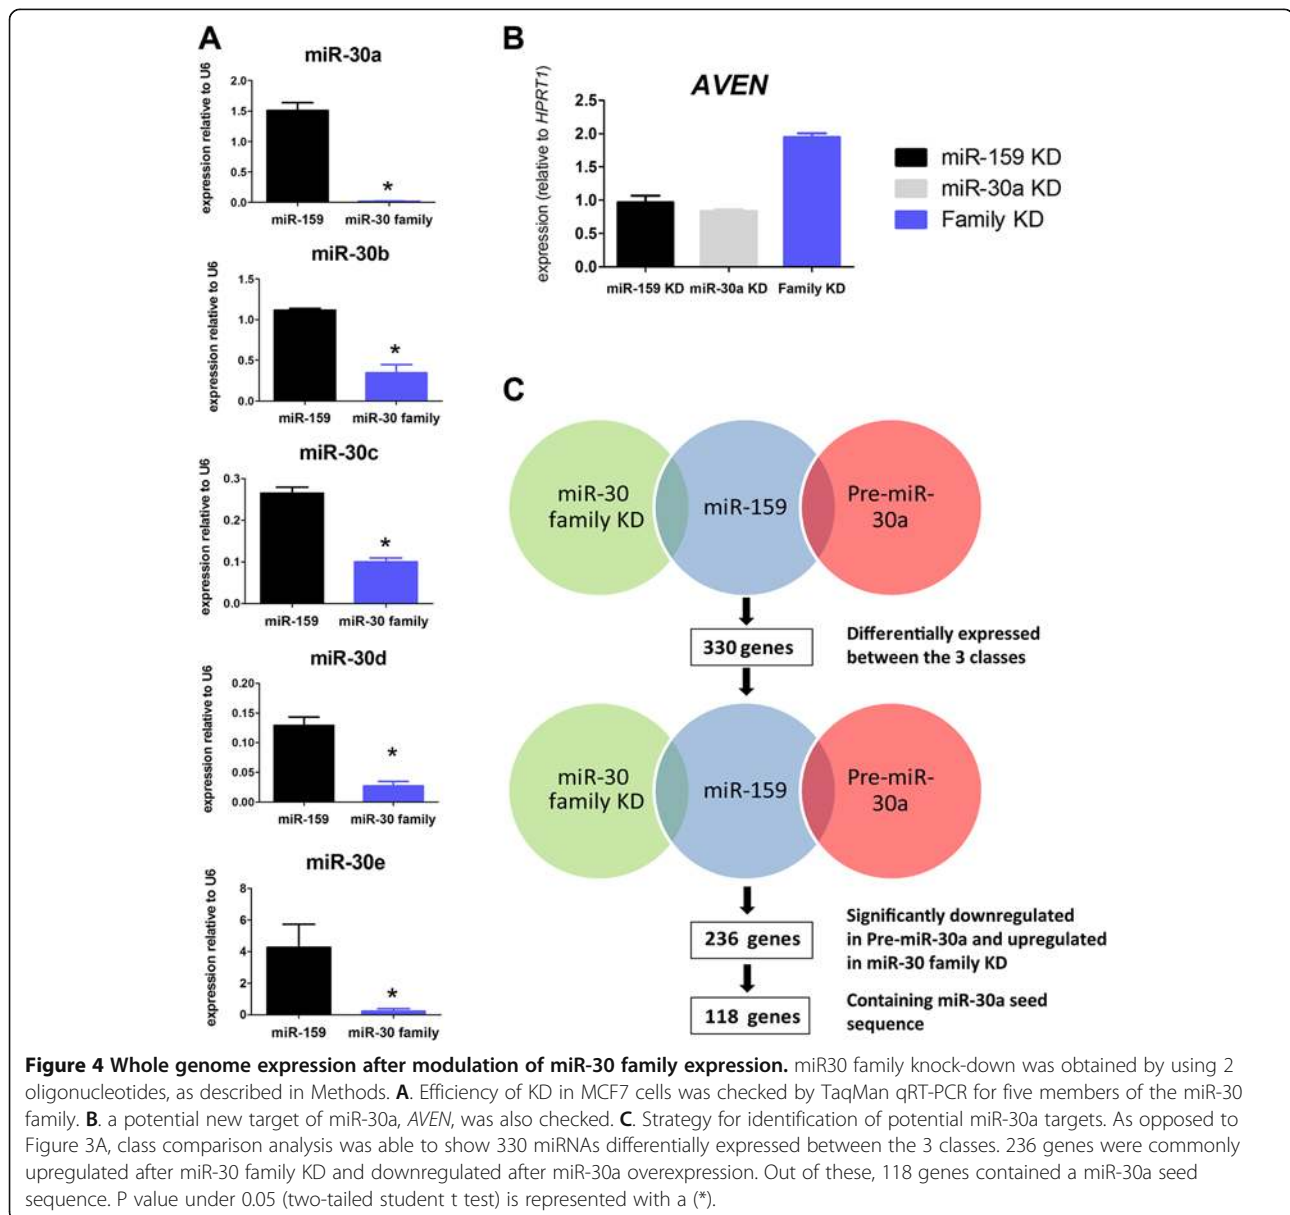 A
miR-30a
expression relative to U6
2.0
1.5
1.0
0.5
0.0
*
miR-159
miR-30 family
miR-30b
expression relative to U6
1.5
1.0
0.5
0.0
*
miR-159
miR-30 family
miR-30c
expression relative to U6
0.3
0.2
0.1
0.0
*
miR-159
miR-30 family
miR-30d
expression relative to U6
0.20
0.15
0.10
0.05
0.00
*
miR-159
miR-30 family
miR-30e
expression relative to U6
8
6
4
2
0
*
miR-159
miR-30 family
B
AVEN
expression (relative to HPRT1)
2.5
2.0
1.5
1.0
0.5
0.0
miR-159 KD
miR-30a KD
Family KD
miR-159 KD
miR-30a KD
Family KD
C
miR-30
family KD
miR-159
Pre-miR-
30a
330 genes
Differentially expressed
between the 3 classes
miR-30
family KD
miR-159
Pre-miR-
30a
236 genes
Significantly downregulated
in Pre-miR-30a and upregulated
in miR-30 family KD
118 genes
Containing miR-30a seed
sequence
Figure 4 Whole genome expression after modulation of miR-30 family expression. miR30 family knock-down was obtained by using 2
oligonucleotides, as described in Methods. A. Efficiency of KD in MCF7 cells was checked by TaqMan qRT-PCR for five members of the miR-30
family. B. a potential new target of miR-30a, AVEN, was also checked. C. Strategy for identification of potential miR-30a targets. As opposed to
Figure 3A, class comparison analysis was able to show 330 miRNAs differentially expressed between the 3 classes. 236 genes were commonly
upregulated after miR-30 family KD and downregulated after miR-30a overexpression. Out of these, 118 genes contained a miR-30a seed
sequence. P value under 0.05 (two-tailed student t test) is represented with a (*).